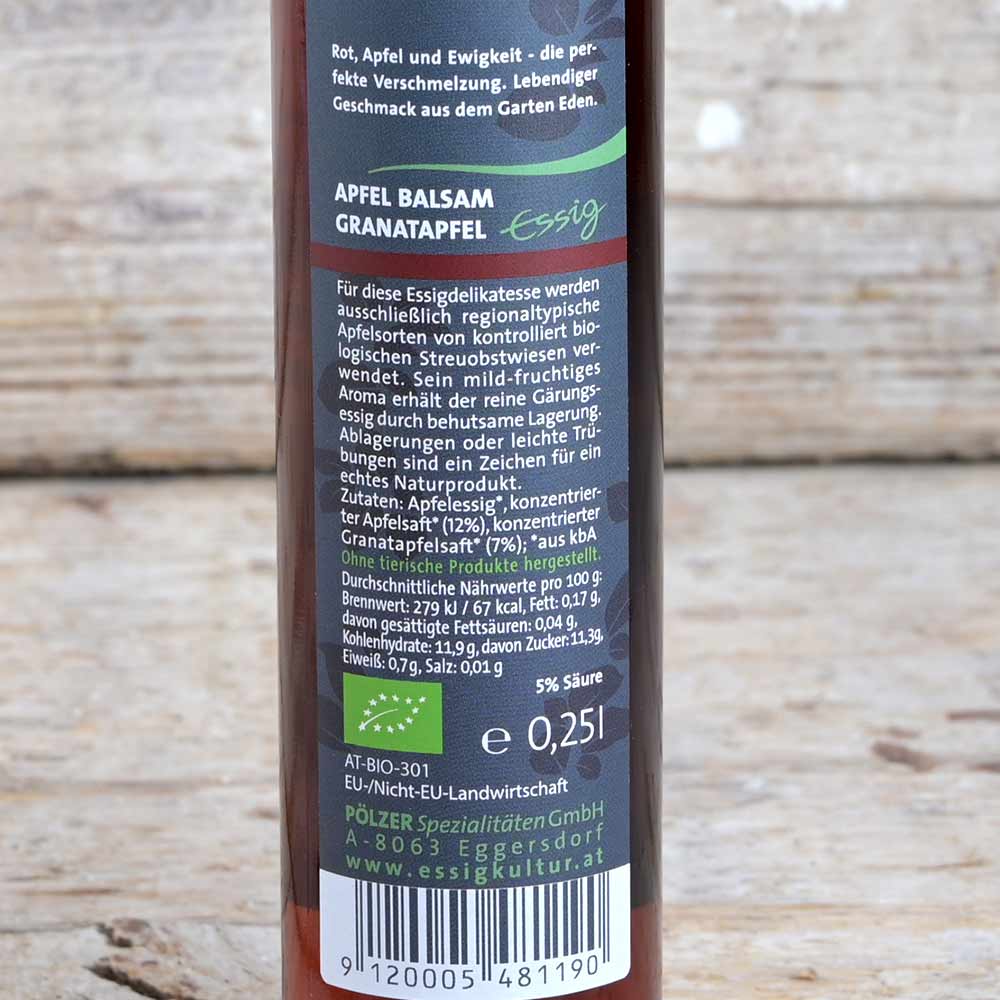 Rot, Apfel und Ewigkeit - die per-
fekte Verschmelzung. Lebendiger
Geschmack aus dem Garten Eden.
APFEL BALSAM
GRANATAPFEL Essig
Für diese Essigdelikatesse werden
ausschließlich regionaltypische
Apfelsorten von kontrolliert bio-
logischen Streuobstwiesen ver-
wendet. Sein mild-fruchtiges
Aroma erhält der reine Gärungs-
essig durch behutsame Lagerung.
Ablagerungen oder leichte Trü-
bungen sind ein Zeichen für ein
echtes Naturprodukt.
Zutaten: Apfelessig*, konzentrier-
ter Apfelsaft* (12%), konzentrierter
Granatapfelsaft* (7%); *aus kbA
Ohne tierische Produkte hergestellt.
Durchschnittliche Nährwerte pro 100 g:
Brennwert: 279 kJ / 67 kcal, Fett: 0,17 g,
davon gesättigte Fettsäuren: 0,04 g,
Kohlenhydrate: 11,9 g, davon Zucker: 11,3g,
Eiweiß: 0,7 g, Salz: 0,01 g
5% Säure
e 0,25l
AT-BIO-301
EU-/Nicht-EU-Landwirtschaft
PÖLZER Spezialitäten GmbH
A-8063 Eggersdorf
www.essigkultur.at
9 120005 481190